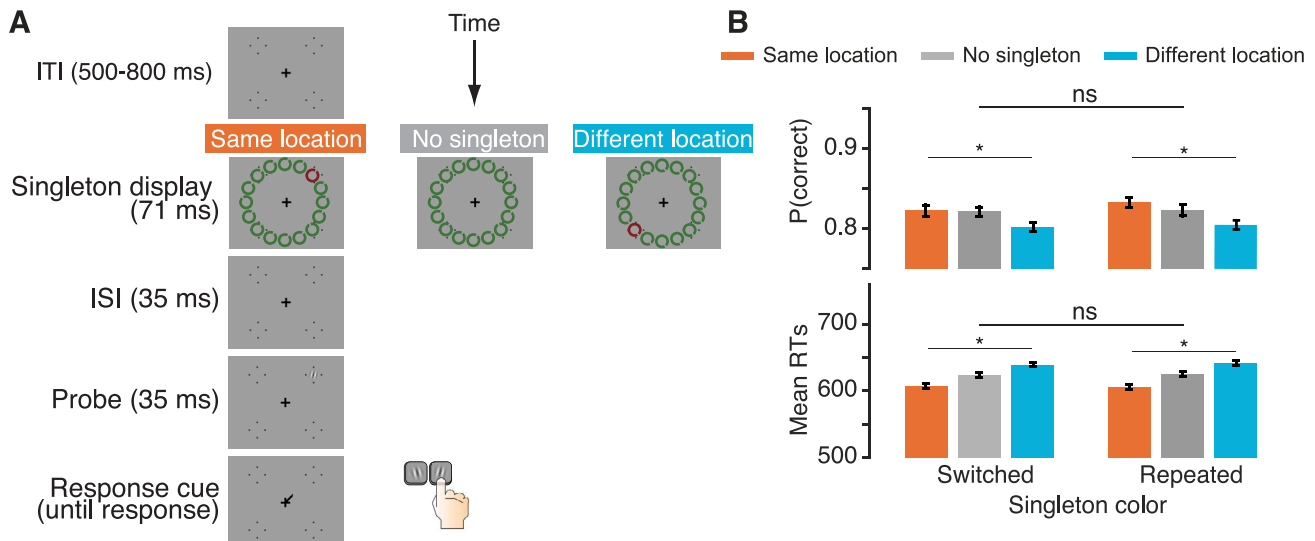 A
Time
ITI (500-800 ms)
Same location
No singleton
Different location
Singleton display
(71 ms)
ISI (35 ms)
Probe (35 ms)
Response cue
(until response)
B
Same location
No singleton
Different location
ns
0.9
*
*
P(correct)
0.8
ns
700
*
*
Mean RTs
600
500
Switched
Repeated
Singleton color